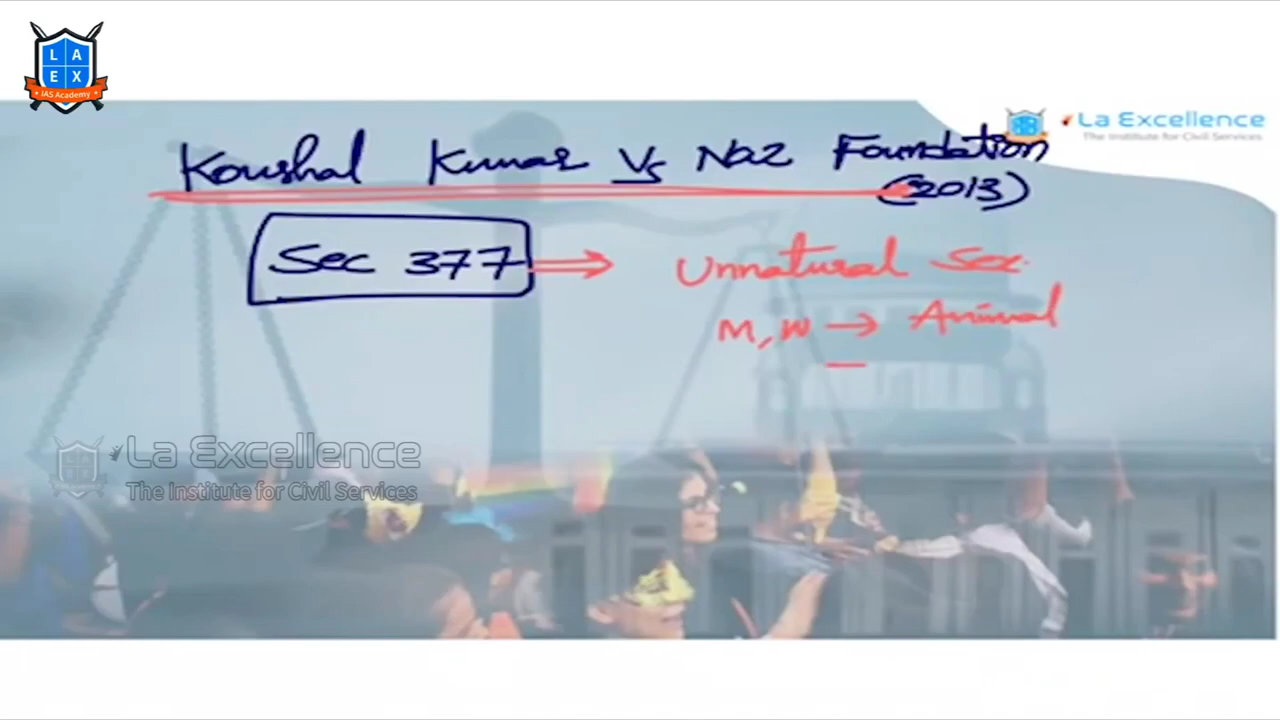 L A
E X
IAS Academy
La Excellence
The Institute for Civil Services
Koushal Kumar Vs Naz Foundation
(2013)
Sec 377 ⇒ Unnatural Sex.
M, W → Animal
La Excellence
The Institute for Civil Services